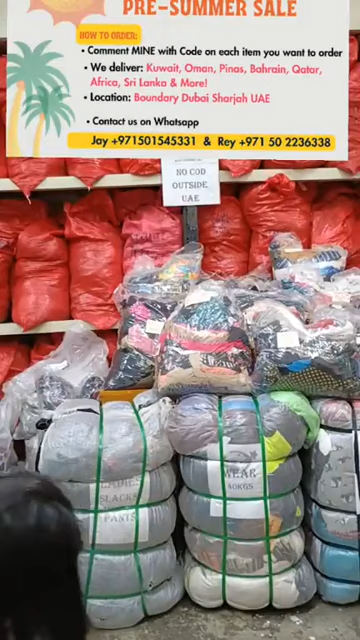 PRE-SUMMER SALE
HOW TO ORDER:
• Comment MINE with Code on each item you want to order
• We deliver: Kuwait, Oman, Pinas, Bahrain, Qatar,
Africa, Sri Lanka & More!
• Location: Boundary Dubai Sharjah UAE
• Contact us on Whatsapp
Jay +971501545331 & Rey +971 50 2236338
NO COD
OUTSIDE
UAE
LADIES
SLACKS
PANTS
WEAR
80KGS